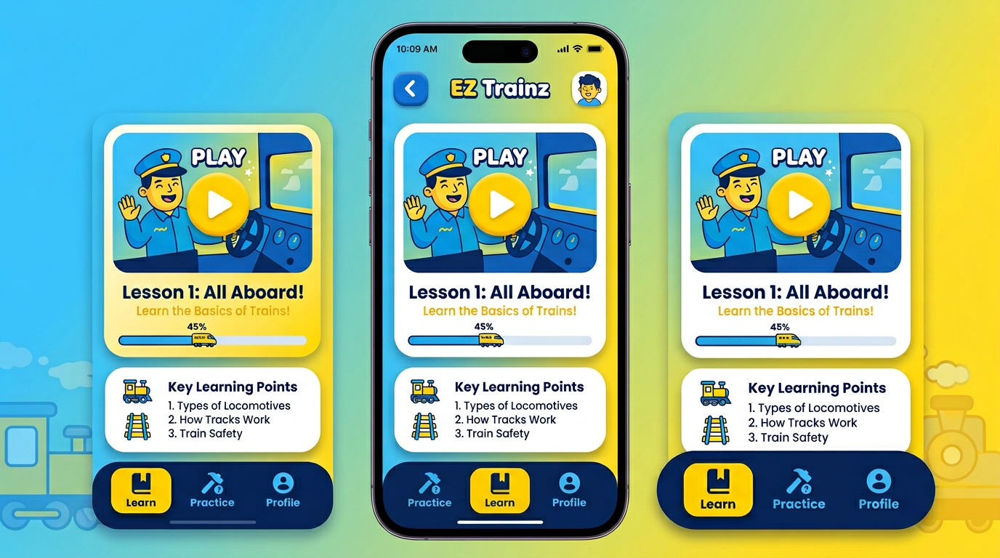 10:09 AM
EZ Trainz
PLAY
Lesson 1: All Aboard!
Learn the Basics of Trains!
45%
Key Learning Points
1. Types of Locomotives
2. How Tracks Work
3. Train Safety
Learn
Practice
Profile
PLAY
Lesson 1: All Aboard!
Learn the Basics of Trains!
45%
Key Learning Points
1. Types of Locomotives
2. How Tracks Work
3. Train Safety
Practice
Learn
Profile
PLAY
Lesson 1: All Aboard!
Learn the Basics of Trains!
45%
Key Learning Points
1. Types of Locomotives
2. How Tracks Work
3. Train Safety
Learn
Practice
Profile